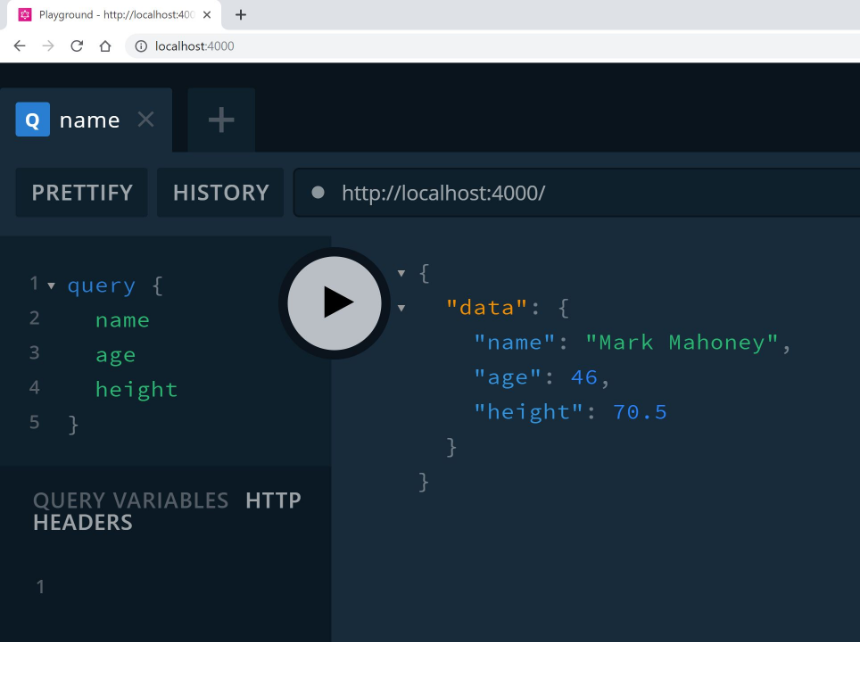 Playground - http://localhost:400
localhost:4000
Q name
PRETTIFY HISTORY http://localhost:4000/
1 query {
2 name
3 age
4 height
5 }
{
"data": {
"name": "Mark Mahoney",
"age": 46,
"height": 70.5
}
}
QUERY VARIABLES HTTP
HEADERS
1